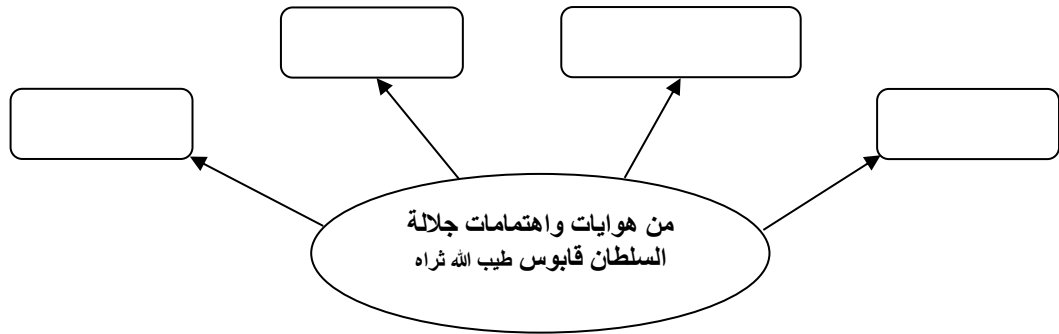 من هوايات واهتمامات جلالة
السلطان قابوس طيب الله ثراه